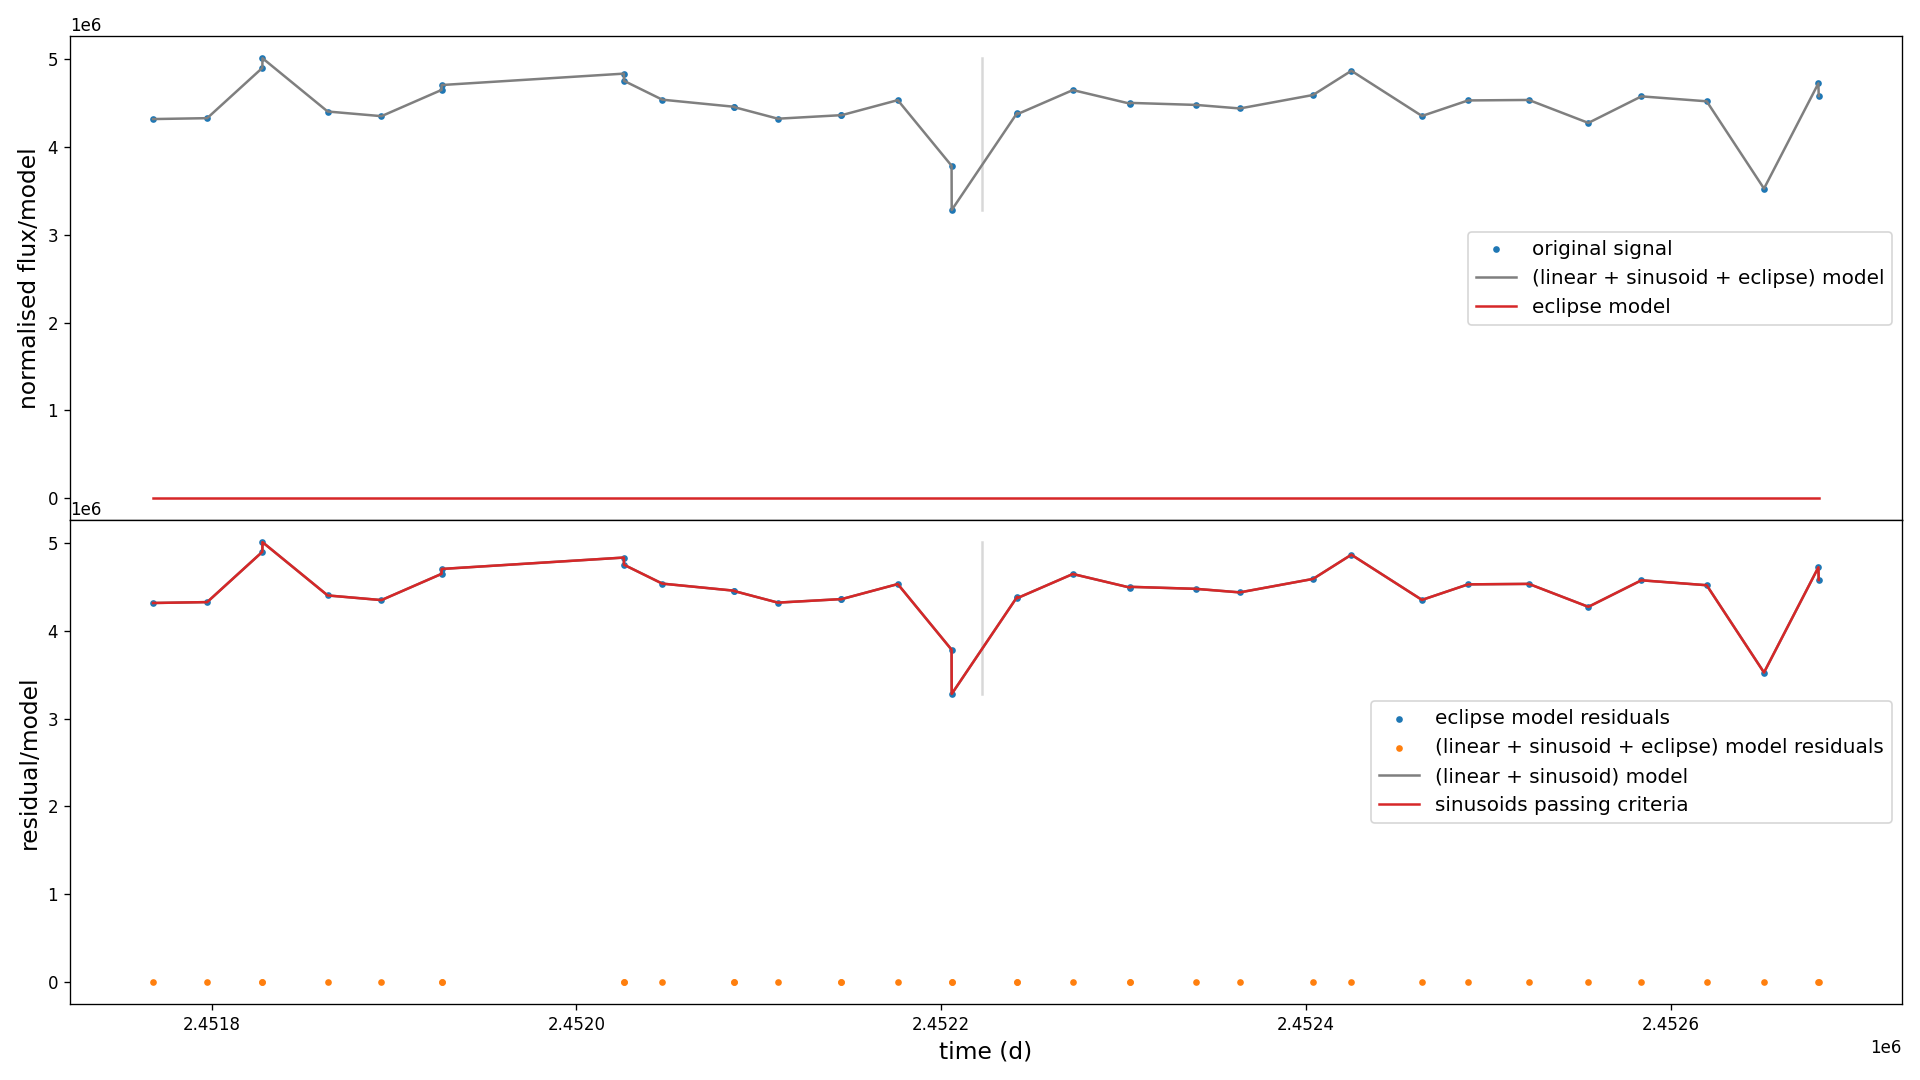 1e6
5
4
3
2
1
0
normalised flux/model
original signal
(linear + sinusoid + eclipse) model
eclipse model
1e6
5
4
3
2
1
0
residual/model
eclipse model residuals
(linear + sinusoid + eclipse) model residuals
(linear + sinusoid) model
sinusoids passing criteria
2.4518
2.4520
2.4522
2.4524
2.4526
1e6
time (d)